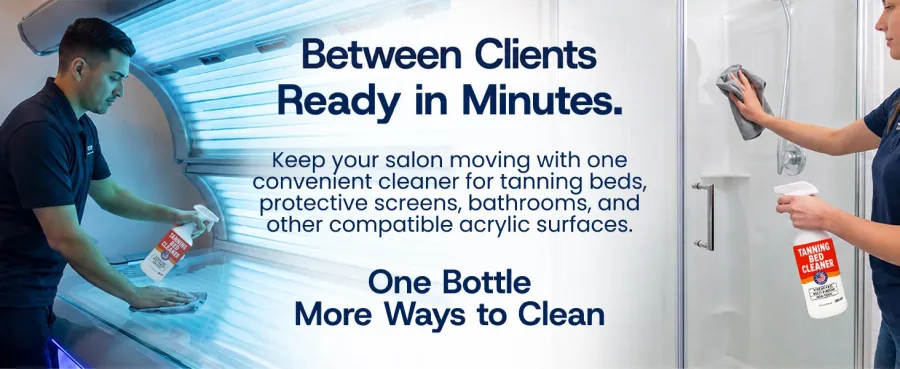 Between Clients
Ready in Minutes.
Keep your salon moving with one
convenient cleaner for tanning beds,
protective screens, bathrooms, and
other compatible acrylic surfaces.
One Bottle
More Ways to Clean
TANNING
BED
CLEANER
TANNING
BED
CLEANER